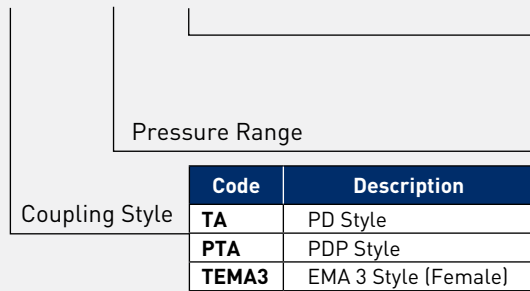 Pressure Range
Code Description
Coupling Style TA PD Style
PTA PDP Style
TEMA3 EMA 3 Style (Female)